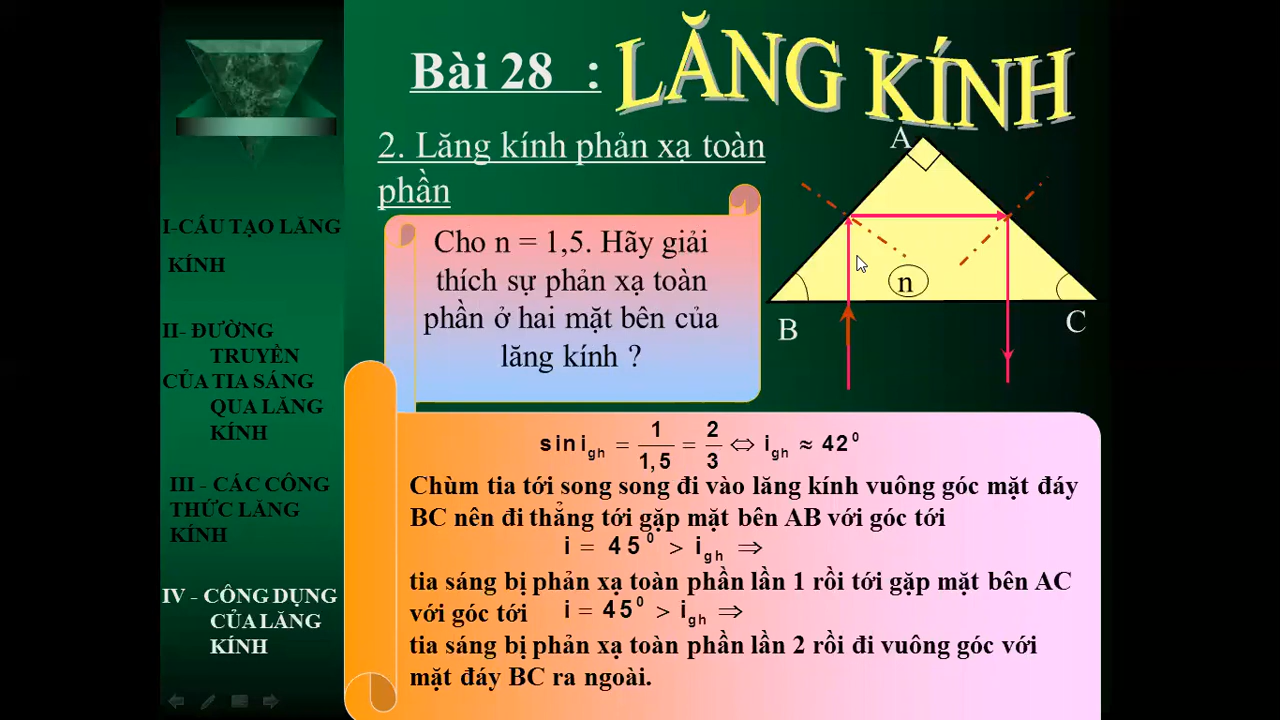 Bài 28 : LĂNG KÍNH
2. Lăng kính phản xạ toàn
phần
Cho n = 1,5. Hãy giải
thích sự phản xạ toàn
phần ở hai mặt bên của
lăng kính ?
A
B
C
n
I-CẤU TẠO LĂNG
KÍNH
II- ĐƯỜNG
TRUYỀN
CỦA TIA SÁNG
QUA LĂNG
KÍNH
III - CÁC CÔNG
THỨC LĂNG
KÍNH
IV - CÔNG DỤNG
CỦA LĂNG
KÍNH
sin i_gh = 1/1,5 = 2/3 ⇔ i_gh ≈ 42⁰
Chùm tia tới song song đi vào lăng kính vuông góc mặt đáy
BC nên đi thẳng tới gặp mặt bên AB với góc tới
i = 45⁰ > i_gh ⇒
tia sáng bị phản xạ toàn phần lần 1 rồi tới gặp mặt bên AC
với góc tới i = 45⁰ > i_gh ⇒
tia sáng bị phản xạ toàn phần lần 2 rồi đi vuông góc với
mặt đáy BC ra ngoài.